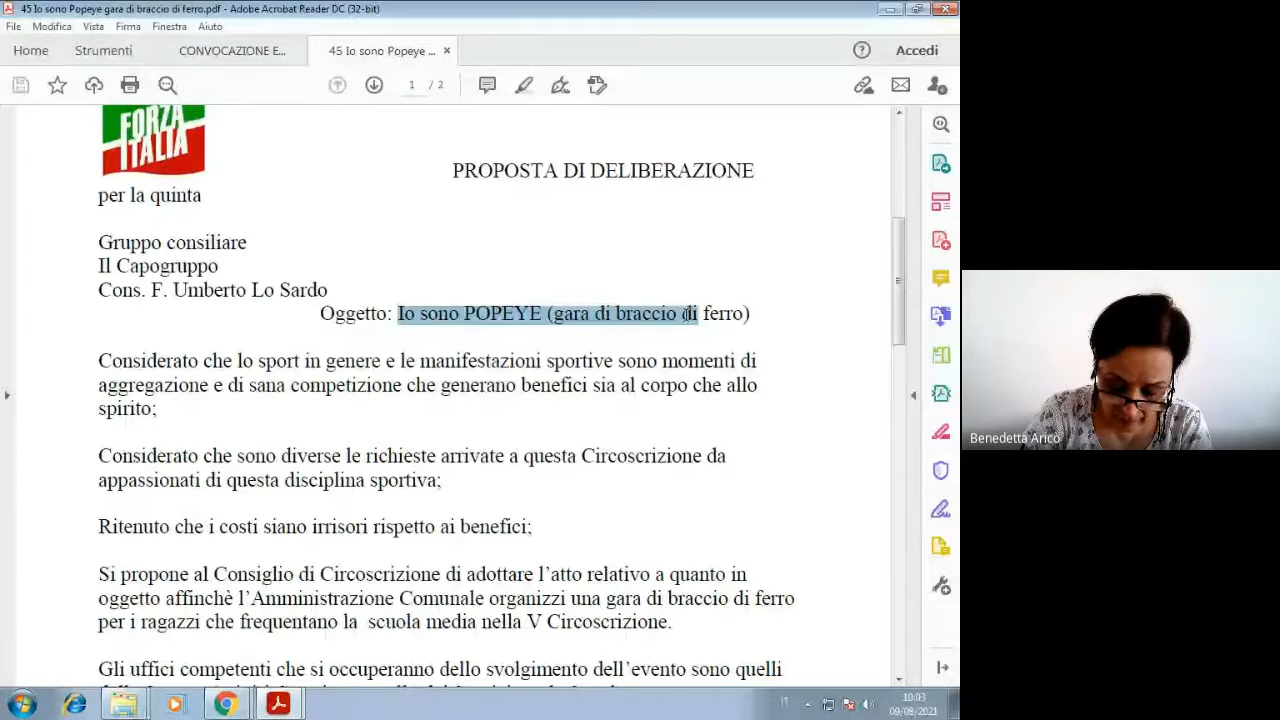 45 Io sono Popeye gara di braccio di ferro.pdf - Adobe Acrobat Reader DC (32-bit)
File Modifica Vista Firma Finestra Aiuto
Home Strumenti CONVOCAZIONE E... 45 Io sono Popeye ... × Accedi
1 / 2
FORZA
ITALIA
PROPOSTA DI DELIBERAZIONE
per la quinta
Gruppo consiliare
Il Capogruppo
Cons. F. Umberto Lo Sardo
Oggetto: Io sono POPEYE (gara di braccio di ferro)
Considerato che lo sport in genere e le manifestazioni sportive sono momenti di
aggregazione e di sana competizione che generano benefici sia al corpo che allo
spirito;
Considerato che sono diverse le richieste arrivate a questa Circoscrizione da
appassionati di questa disciplina sportiva;
Ritenuto che i costi siano irrisori rispetto ai benefici;
Si propone al Consiglio di Circoscrizione di adottare l’atto relativo a quanto in
oggetto affinchè l’Amministrazione Comunale organizzi una gara di braccio di ferro
per i ragazzi che frequentano la  scuola media nella V Circoscrizione.
Gli uffici competenti che si occuperanno dello svolgimento dell’evento sono quelli
Benedetta Aricò
IT
10:03
09/08/2021